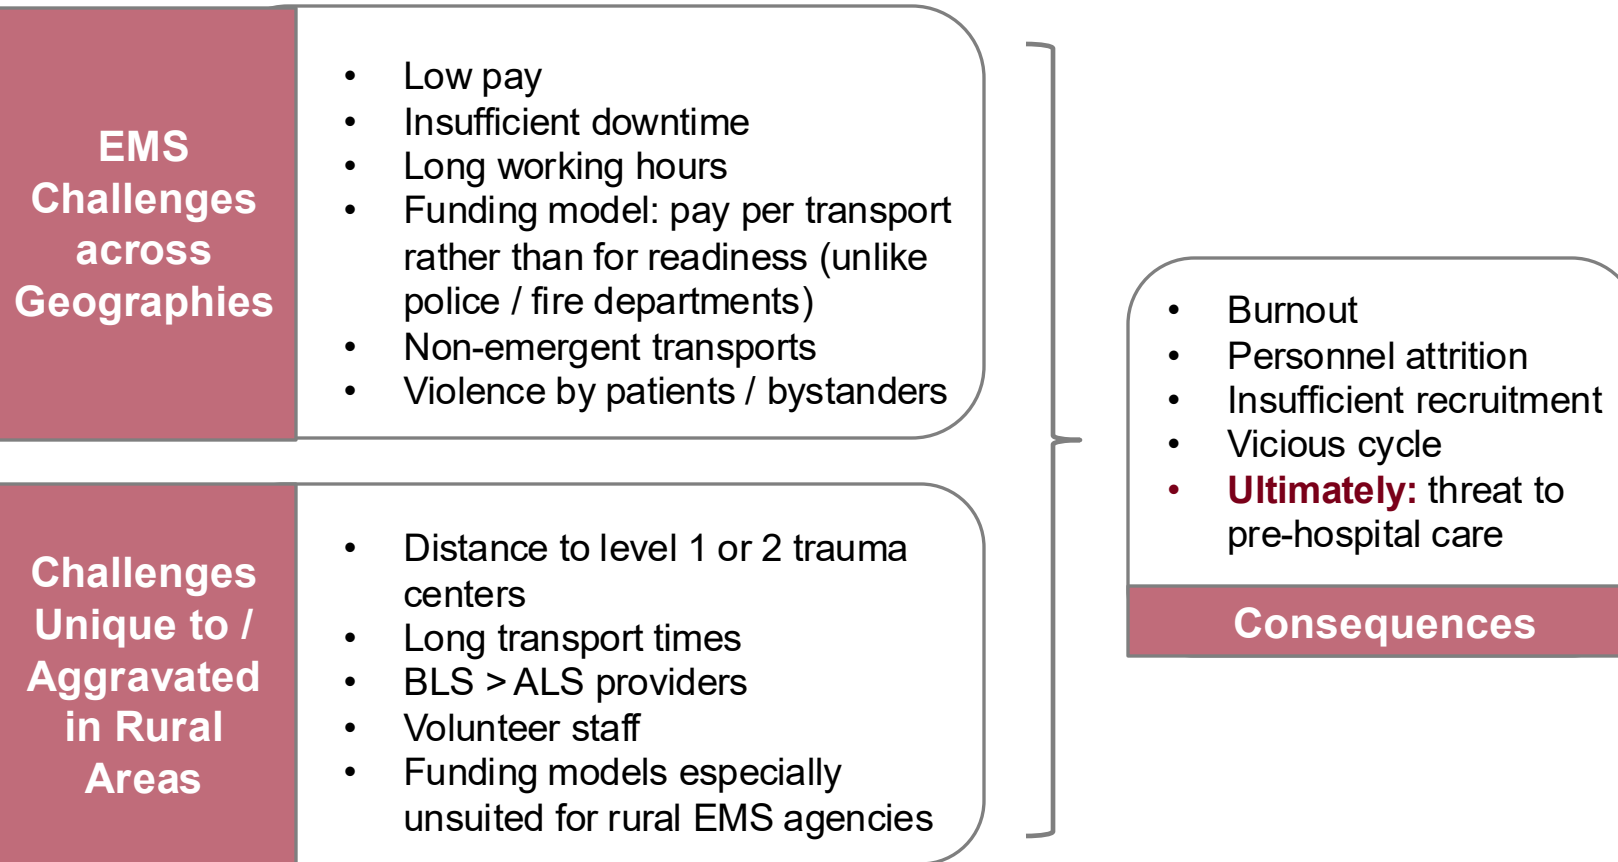 EMS
Challenges
across
Geographies
• Low pay
• Insufficient downtime
• Long working hours
• Funding model: pay per transport
rather than for readiness (unlike
police / fire departments)
• Non-emergent transports
• Violence by patients / bystanders
Challenges
Unique to /
Aggravated
in Rural
Areas
• Distance to level 1 or 2 trauma
centers
• Long transport times
• BLS > ALS providers
• Volunteer staff
• Funding models especially
unsuited for rural EMS agencies
• Burnout
• Personnel attrition
• Insufficient recruitment
• Vicious cycle
• Ultimately: threat to
pre-hospital care
Consequences